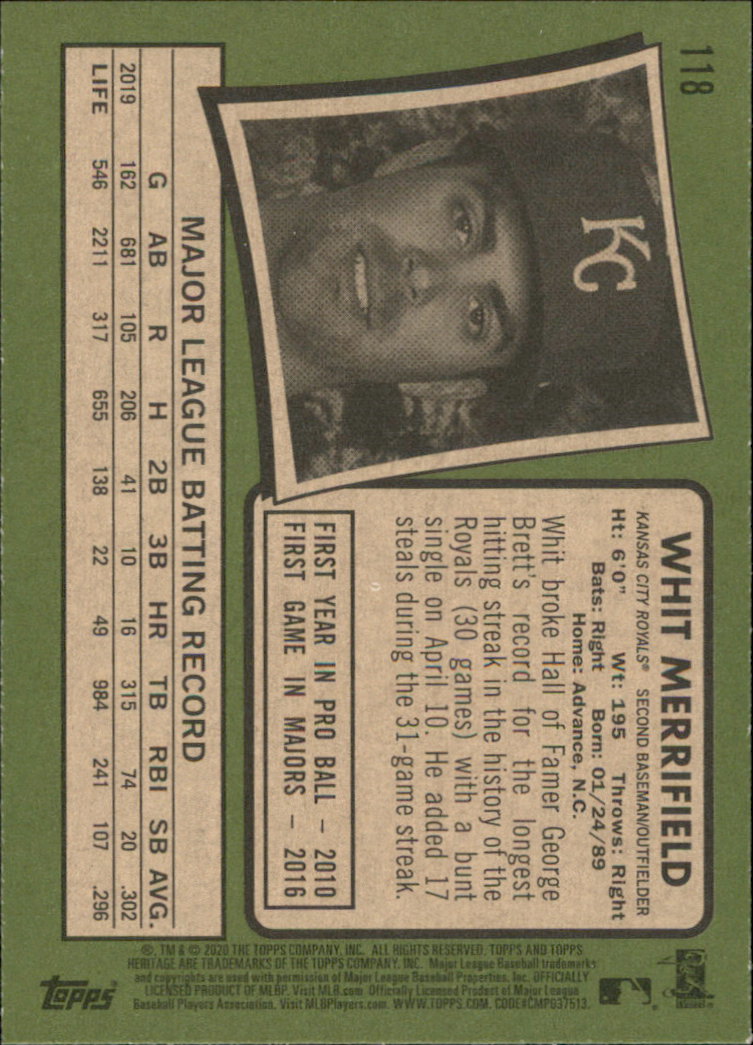 118
KC
WHIT MERRIFIELD
KANSAS CITY ROYALS® SECOND BASEMAN/OUTFIELDER
Ht: 6'0" Wt: 195 Throws: Right
Bats: Right Born: 01/24/89
Home: Advance, N.C.
Whit broke Hall of Famer George
Brett's record for the longest
hitting streak in the history of the
Royals (30 games) with a bunt
single on April 10. He added 17
steals during the 31-game streak.
FIRST YEAR IN PRO BALL – 2010
FIRST GAME IN MAJORS – 2016
MAJOR LEAGUE BATTING RECORD
G AB R H 2B 3B HR TB RBI SB AVG.
2019 162 681 105 206 41 10 16 315 74 20 .302
LIFE 546 2211 317 655 138 22 49 984 241 107 .296
®, TM & © 2020 THE TOPPS COMPANY, INC. ALL RIGHTS RESERVED. TOPPS AND TOPPS
HERITAGE ARE TRADEMARKS OF THE TOPPS COMPANY, INC. Major League Baseball trademarks
and copyrights are used with permission of Major League Baseball Properties, Inc. OFFICIALLY
LICENSED PRODUCT OF MLBP. Visit MLB.com. Officially Licensed Product of Major League
Baseball Players Association. Visit MLBPlayers.com. WWW.TOPPS.COM. CODE#CMP037513.
topps